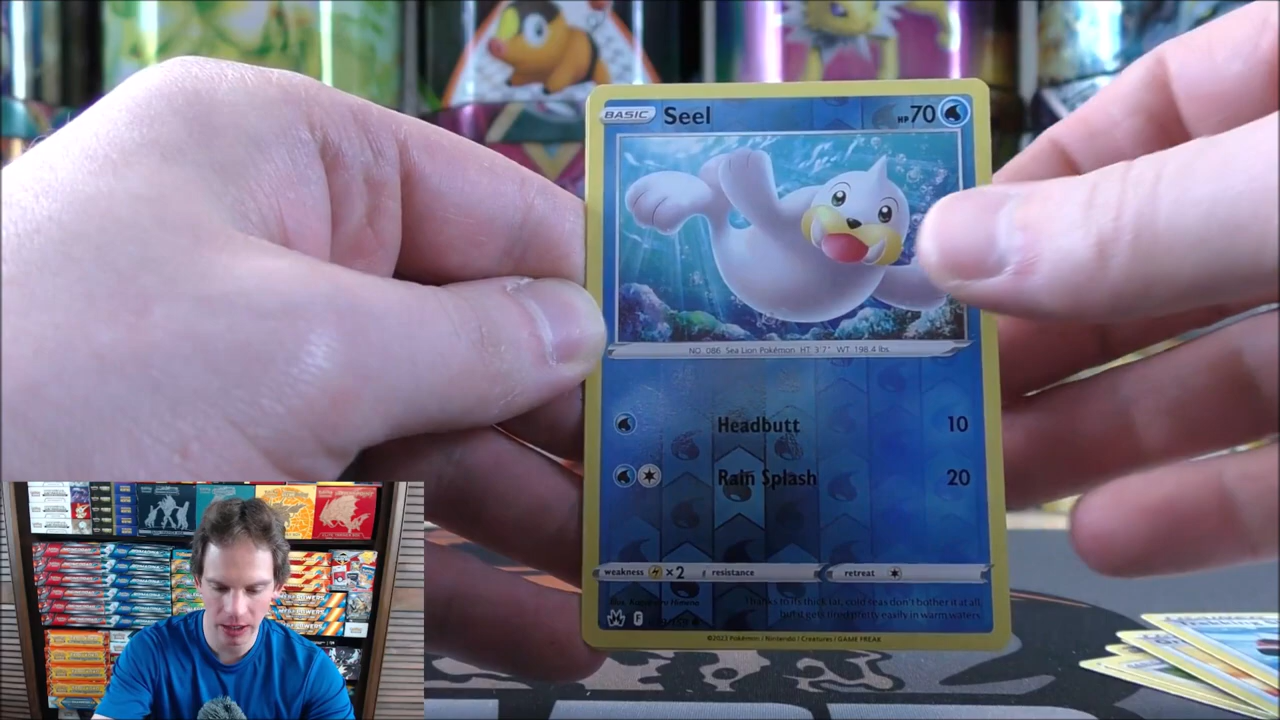 BASIC Seel HP 70
NO. 086 Sea Lion Pokémon HT 3'7" WT 198.4 lbs.
Headbutt 10
Rain Splash 20
weakness ×2 resistance retreat
Thanks to its thick fat, cold seas don't bother it at all,
but it gets tired pretty easily in warm waters.
F
©2023 Pokémon / Nintendo / Creatures / GAME FREAK